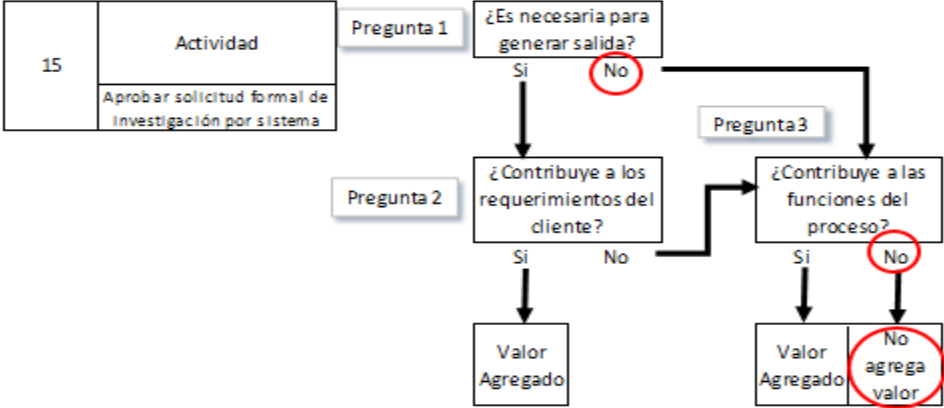 15
Actividad
Aprobar solicitud formal de
investigación por sistema
Pregunta 1
¿Es necesaria para
generar salida?
Si
No
Pregunta 3
Pregunta 2
¿Contribuye a los
requerimientos del
cliente?
Si
No
¿Contribuye a las
funciones del
proceso?
Si
No
Valor
Agregado
Valor
Agregado
No
agrega
valor